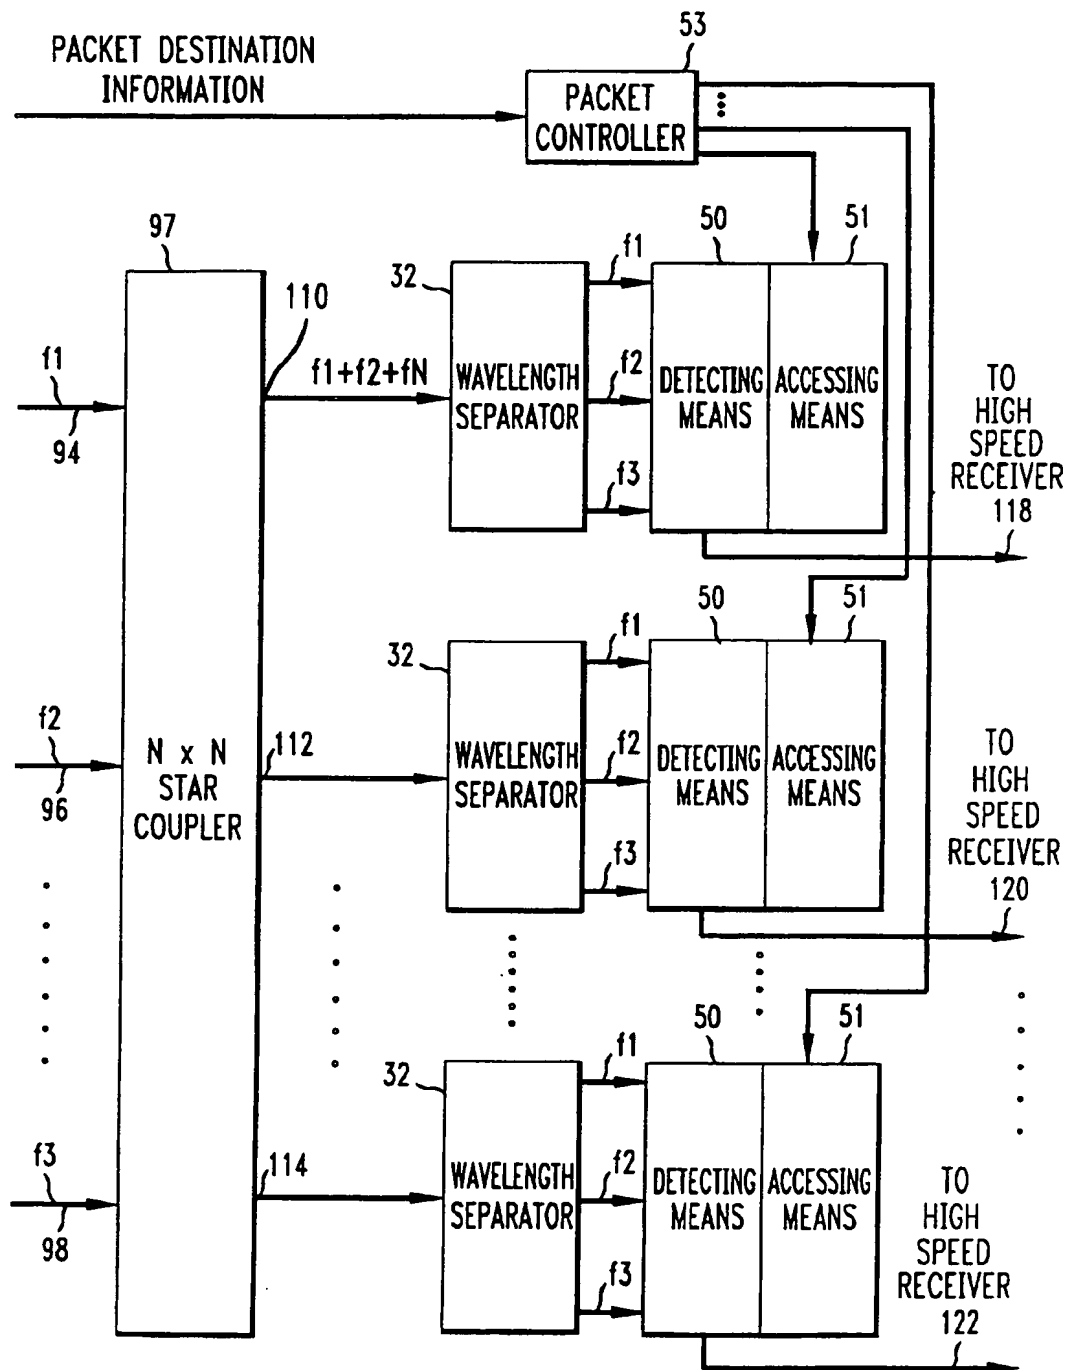 PACKET DESTINATION
INFORMATION
53
PACKET
CONTROLLER
97
110
32
f1
50
51
f1
94
f1+f2+fN
WAVELENGTH
SEPARATOR
f2
f3
DETECTING
MEANS
ACCESSING
MEANS
TO
HIGH
SPEED
RECEIVER
118
f2
96
N x N
STAR
COUPLER
112
32
WAVELENGTH
SEPARATOR
f1
f2
f3
50
51
DETECTING
MEANS
ACCESSING
MEANS
TO
HIGH
SPEED
RECEIVER
120
f3
98
114
32
WAVELENGTH
SEPARATOR
f1
f2
f3
50
51
DETECTING
MEANS
ACCESSING
MEANS
TO
HIGH
SPEED
RECEIVER
122